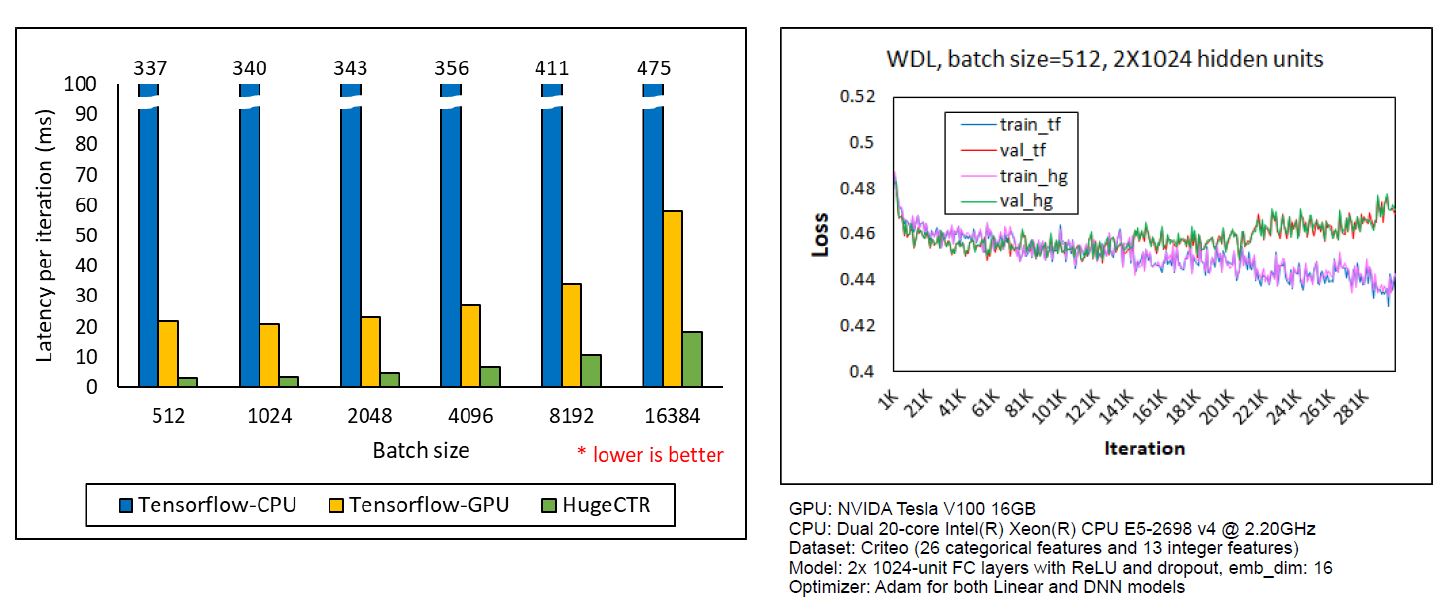 337 340 343 356 411 475
100
90
80
70
60
50
40
30
20
10
0
Latency per iteration (ms)
512 1024 2048 4096 8192 16384
Batch size
* lower is better
Tensorflow-CPU Tensorflow-GPU HugeCTR
WDL, batch size=512, 2X1024 hidden units
0.52
0.5
0.48
0.46
0.44
0.42
0.4
Loss
train_tf
val_tf
train_hg
val_hg
1K 21K 41K 61K 81K 101K 121K 141K 161K 181K 201K 221K 241K 261K 281K
Iteration
GPU: NVIDA Tesla V100 16GB
CPU: Dual 20-core Intel(R) Xeon(R) CPU E5-2698 v4 @ 2.20GHz
Dataset: Criteo (26 categorical features and 13 integer features)
Model: 2x 1024-unit FC layers with ReLU and dropout, emb_dim: 16
Optimizer: Adam for both Linear and DNN models